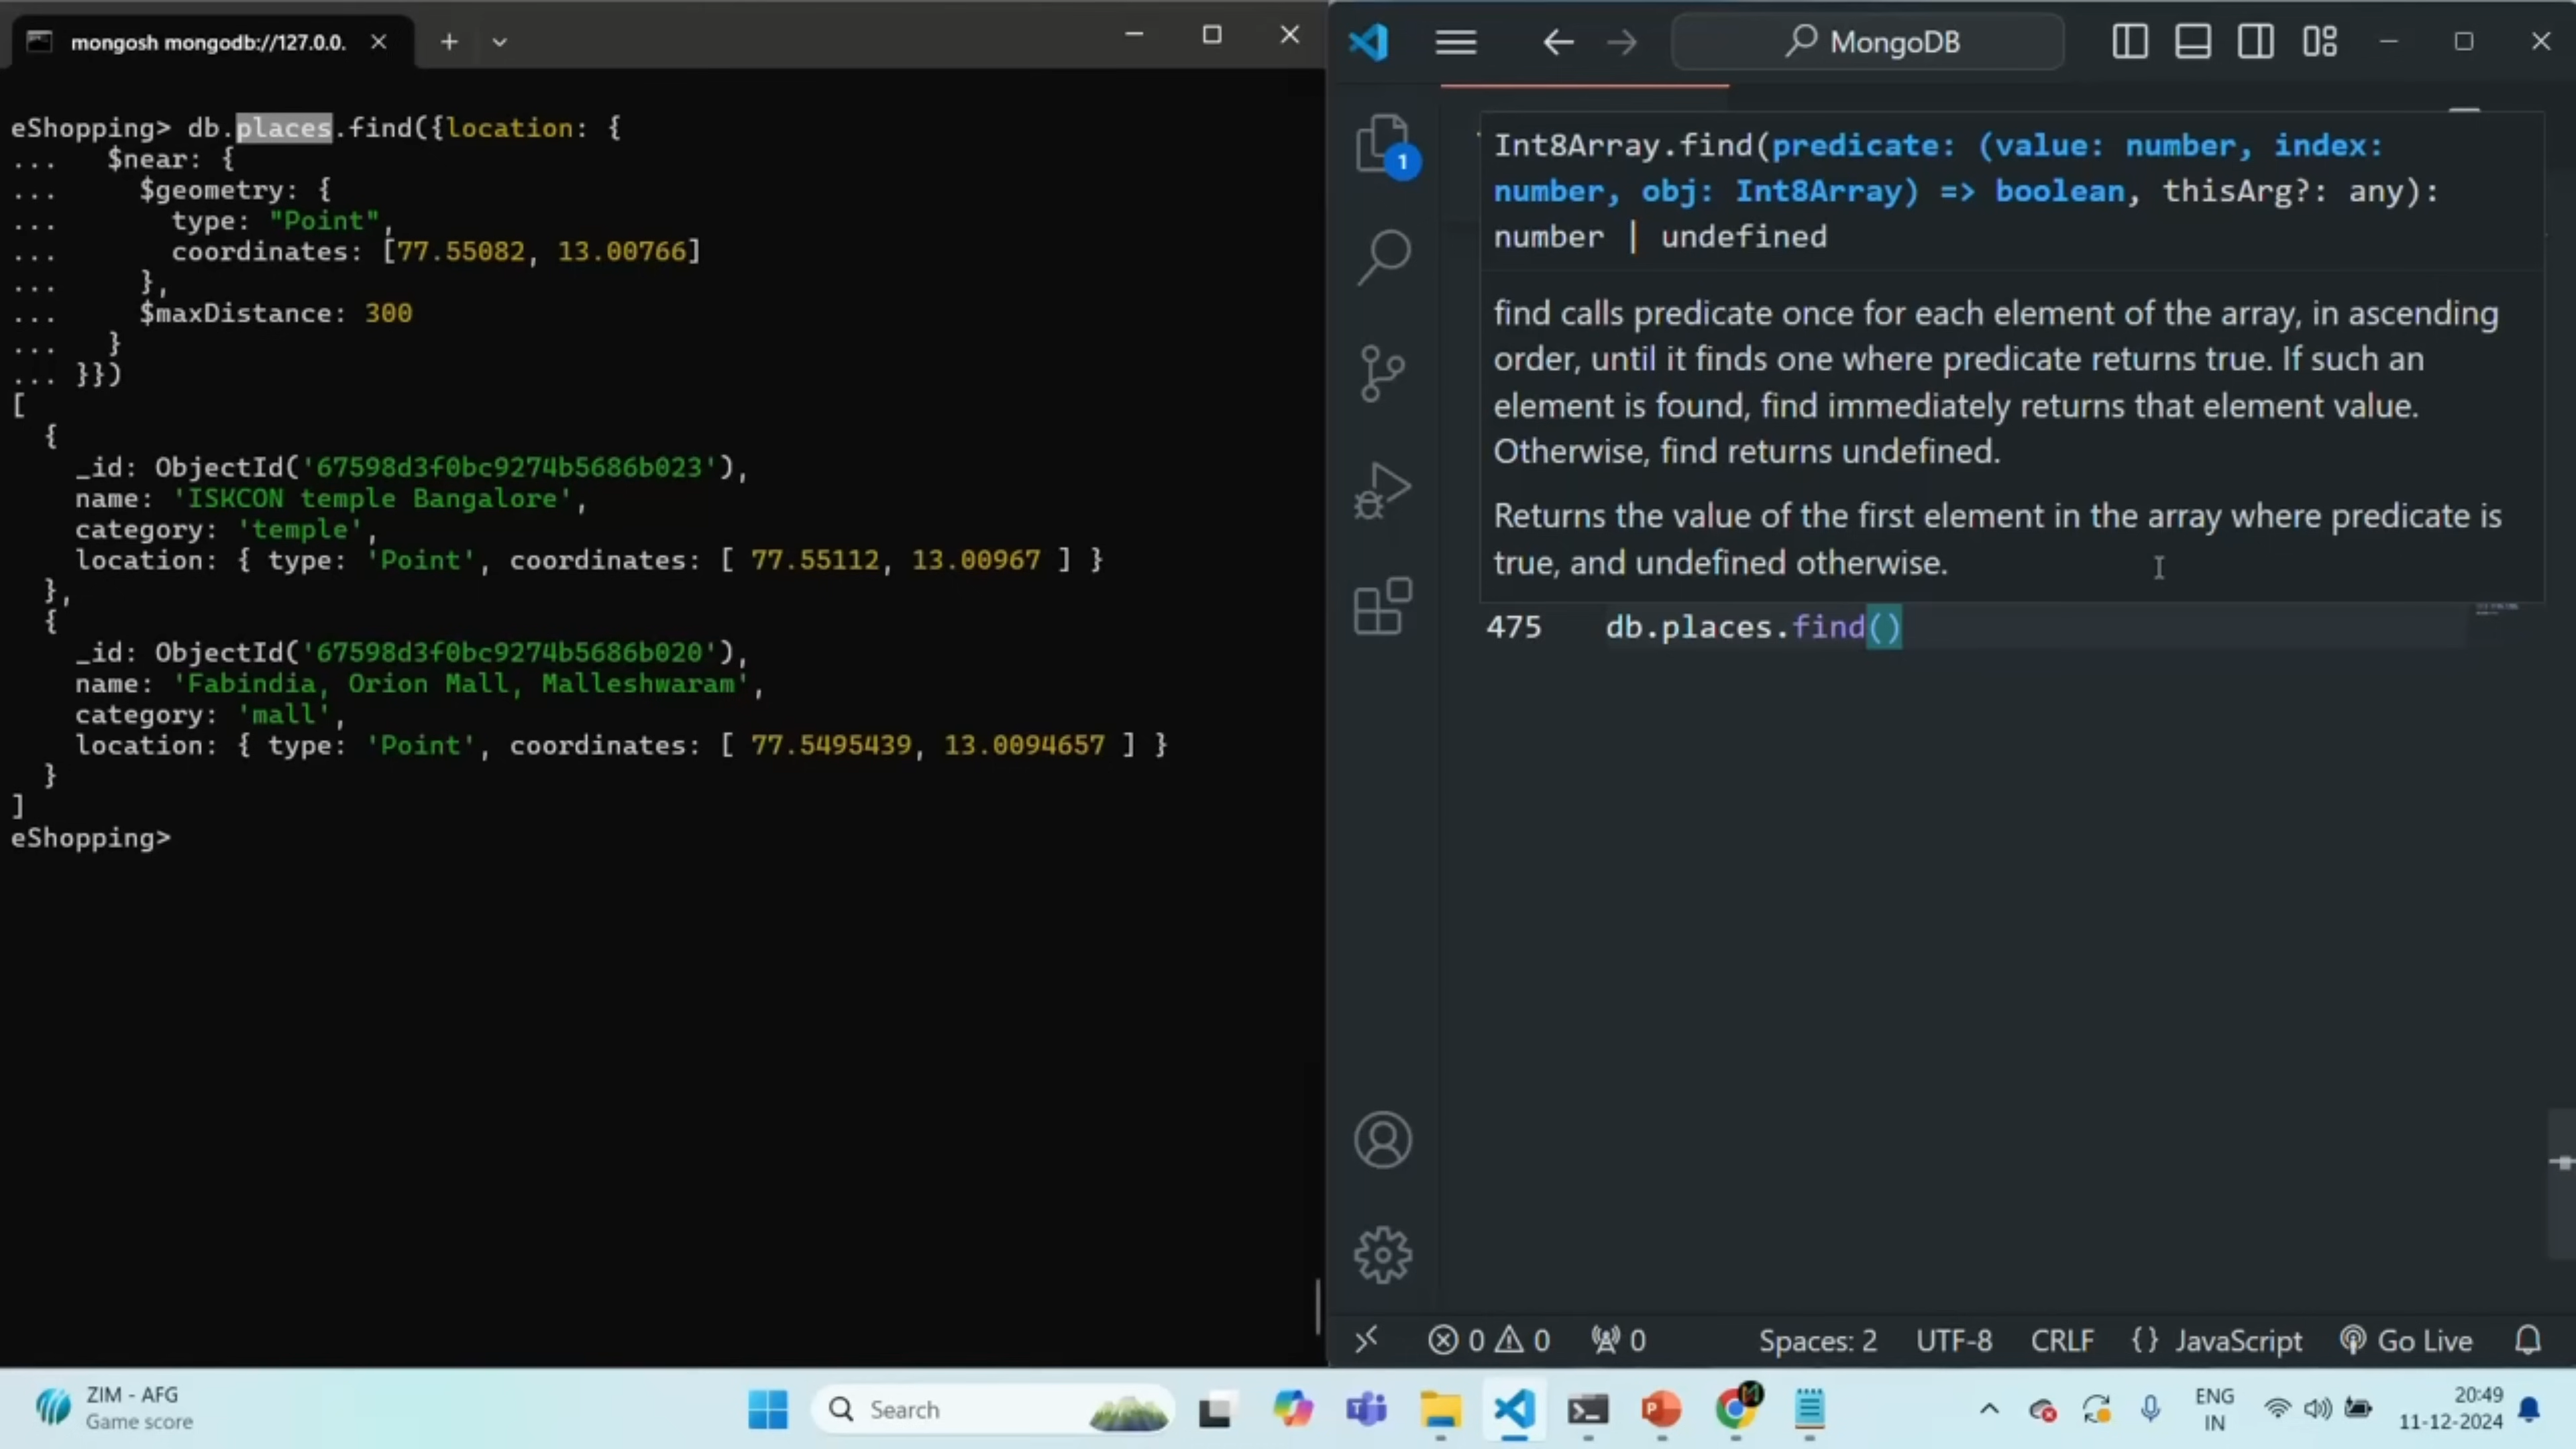 mongosh mongodb://127.0.0.
eShopping> db.places.find({location: {
... $near: {
... $geometry: {
... type: "Point",
... coordinates: [77.55082, 13.00766]
... },
... $maxDistance: 300
... }
... }})
[
{
_id: ObjectId('67598d3f0bc9274b5686b023'),
name: 'ISKCON temple Bangalore',
category: 'temple',
location: { type: 'Point', coordinates: [ 77.55112, 13.00967 ] }
},
{
_id: ObjectId('67598d3f0bc9274b5686b020'),
name: 'Fabindia, Orion Mall, Malleshwaram',
category: 'mall',
location: { type: 'Point', coordinates: [ 77.5495439, 13.0094657 ] }
}
]
eShopping>
MongoDB
1
Int8Array.find(predicate: (value: number, index:
number, obj: Int8Array) => boolean, thisArg?: any):
number | undefined
find calls predicate once for each element of the array, in ascending
order, until it finds one where predicate returns true. If such an
element is found, find immediately returns that element value.
Otherwise, find returns undefined.
Returns the value of the first element in the array where predicate is
true, and undefined otherwise.
475 db.places.find()
0 0 0 Spaces: 2 UTF-8 CRLF {} JavaScript Go Live
ZIM - AFG
Game score
Search
ENG
IN
20:49
11-12-2024